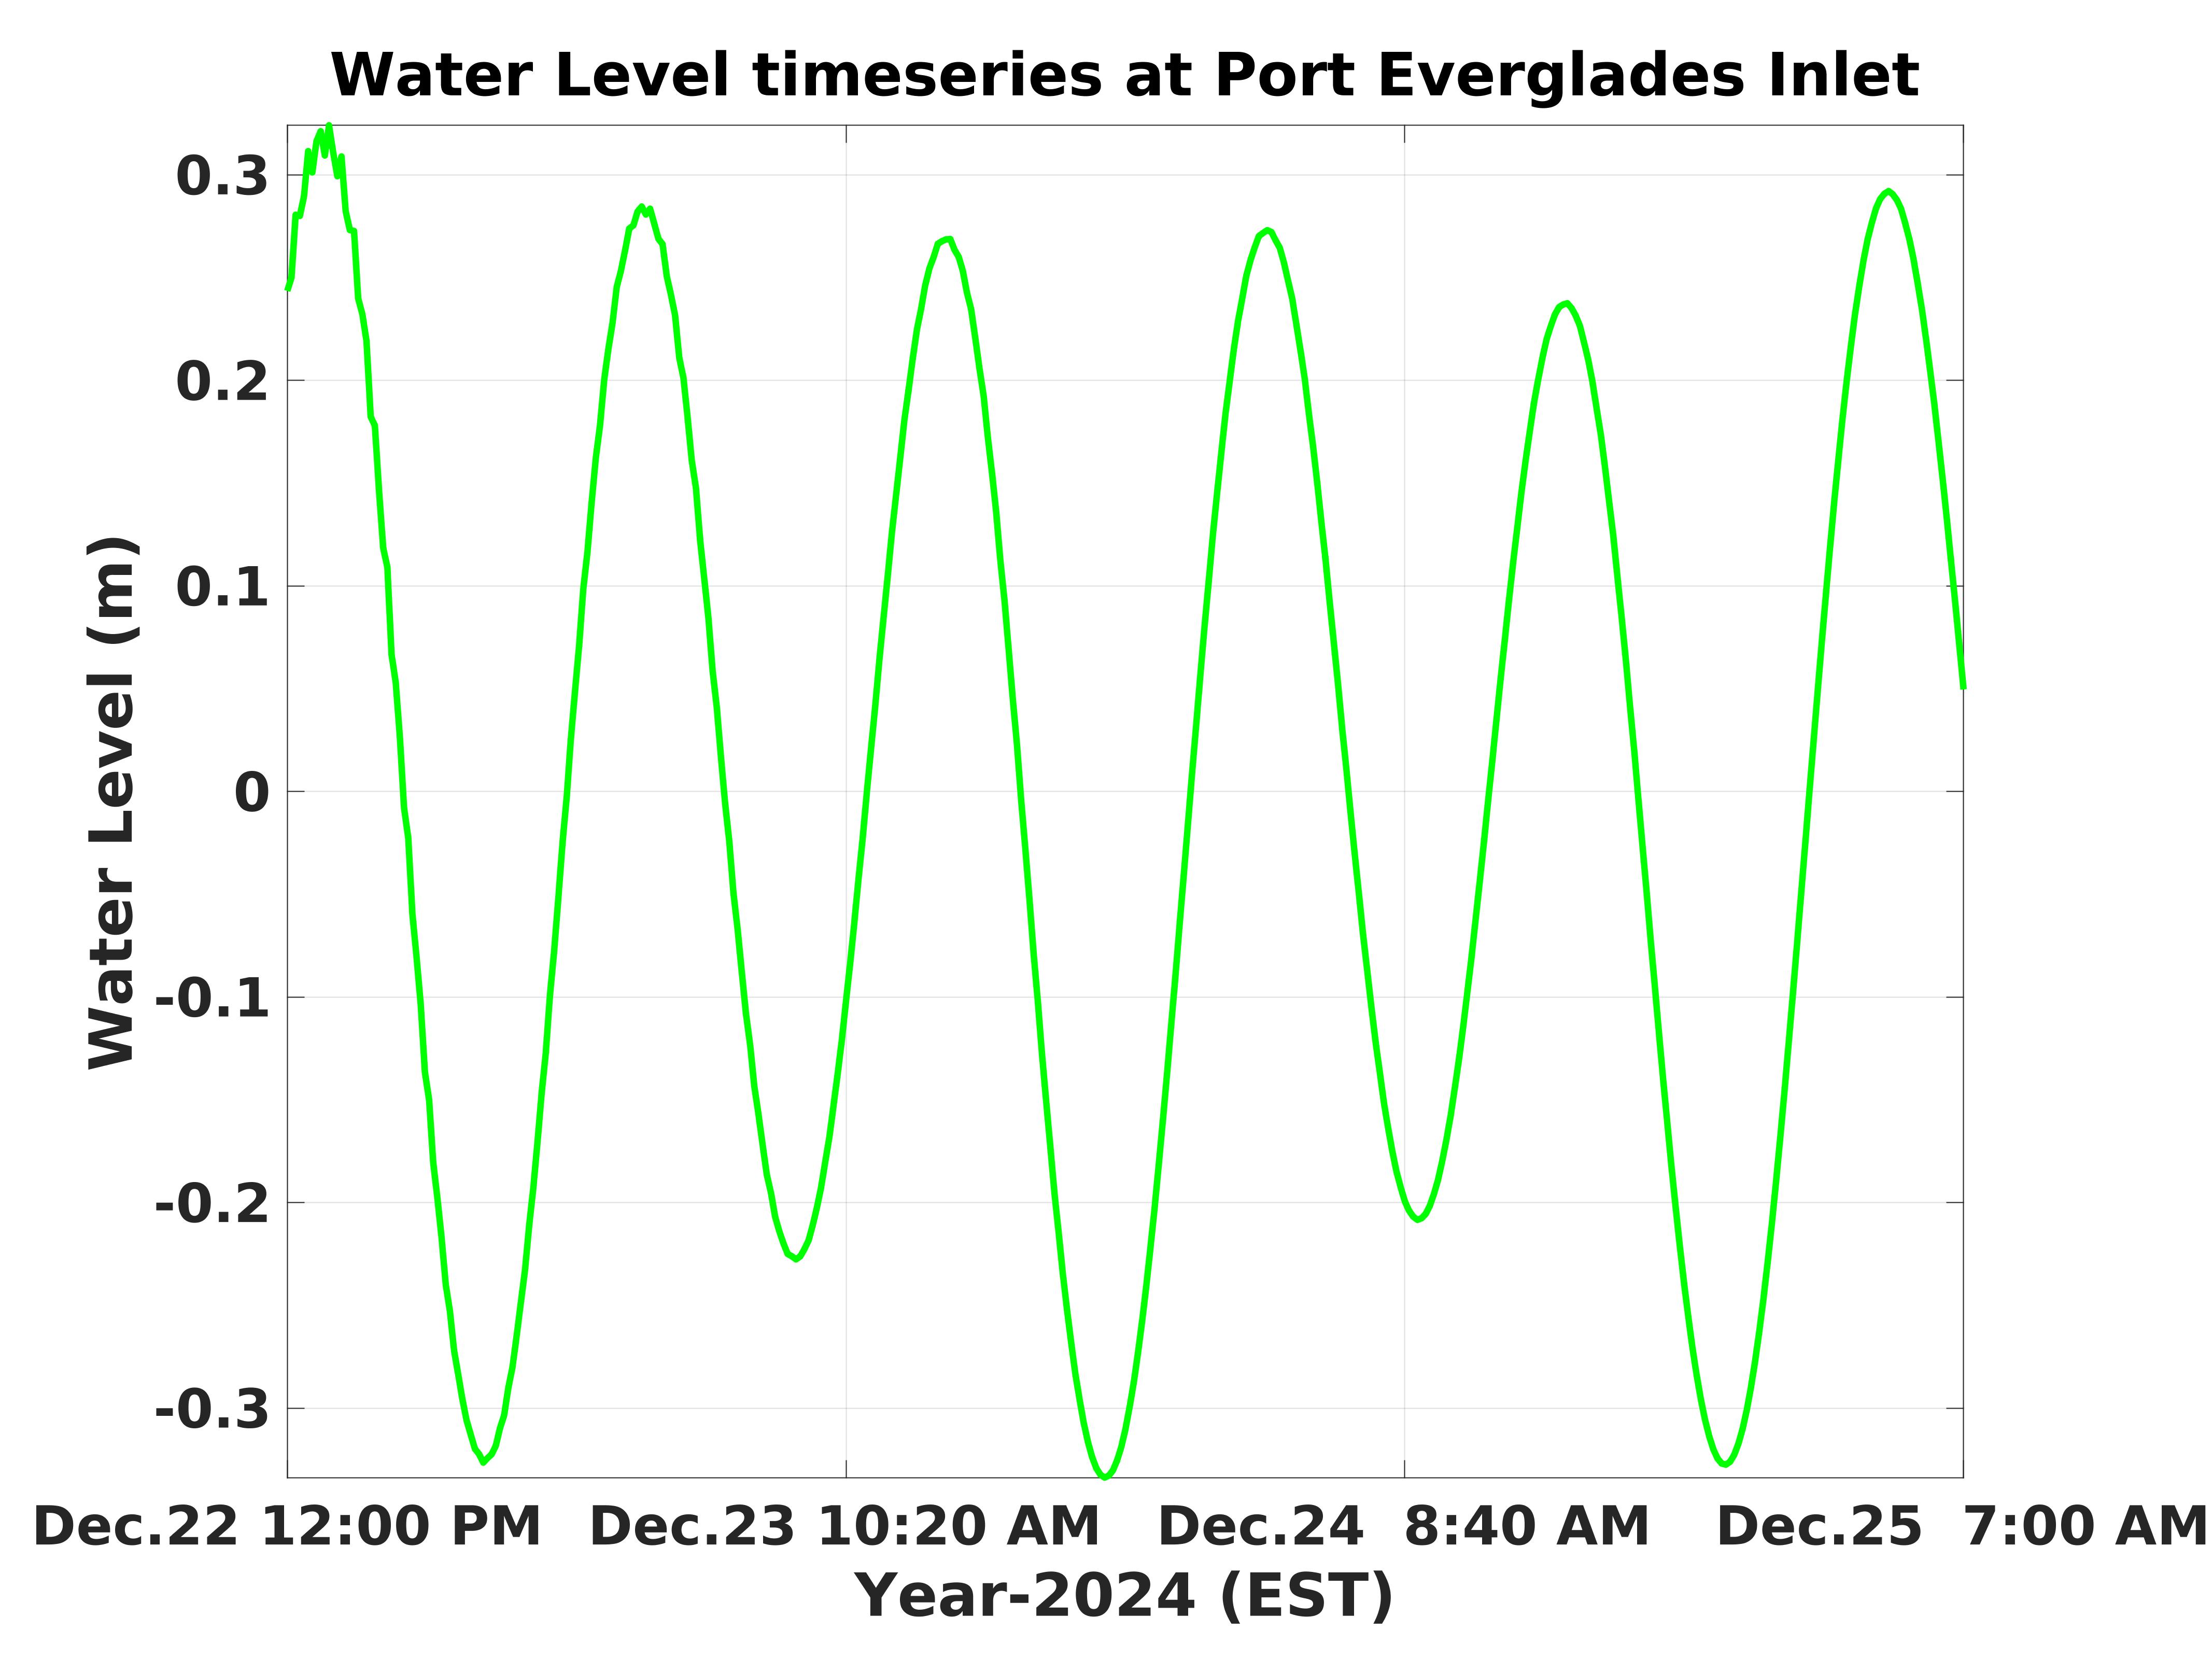 Water Level timeseries at Port Everglades Inlet
0.3
0.2
0.1
0
-0.1
-0.2
-0.3
Water Level (m)
Dec.22 12:00 PM Dec.23 10:20 AM Dec.24 8:40 AM Dec.25 7:00 AM
Year-2024 (EST)